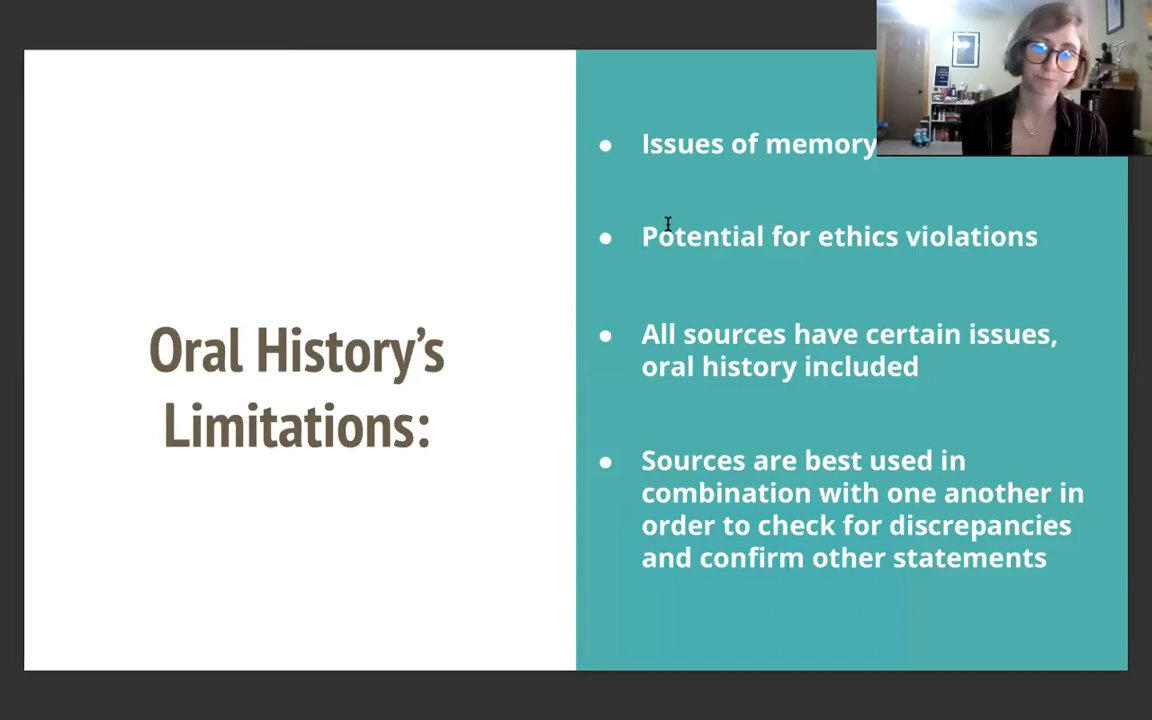 Oral History's
Limitations:
● Issues of memory
● Potential for ethics violations
● All sources have certain issues,
oral history included
● Sources are best used in
combination with one another in
order to check for discrepancies
and confirm other statements